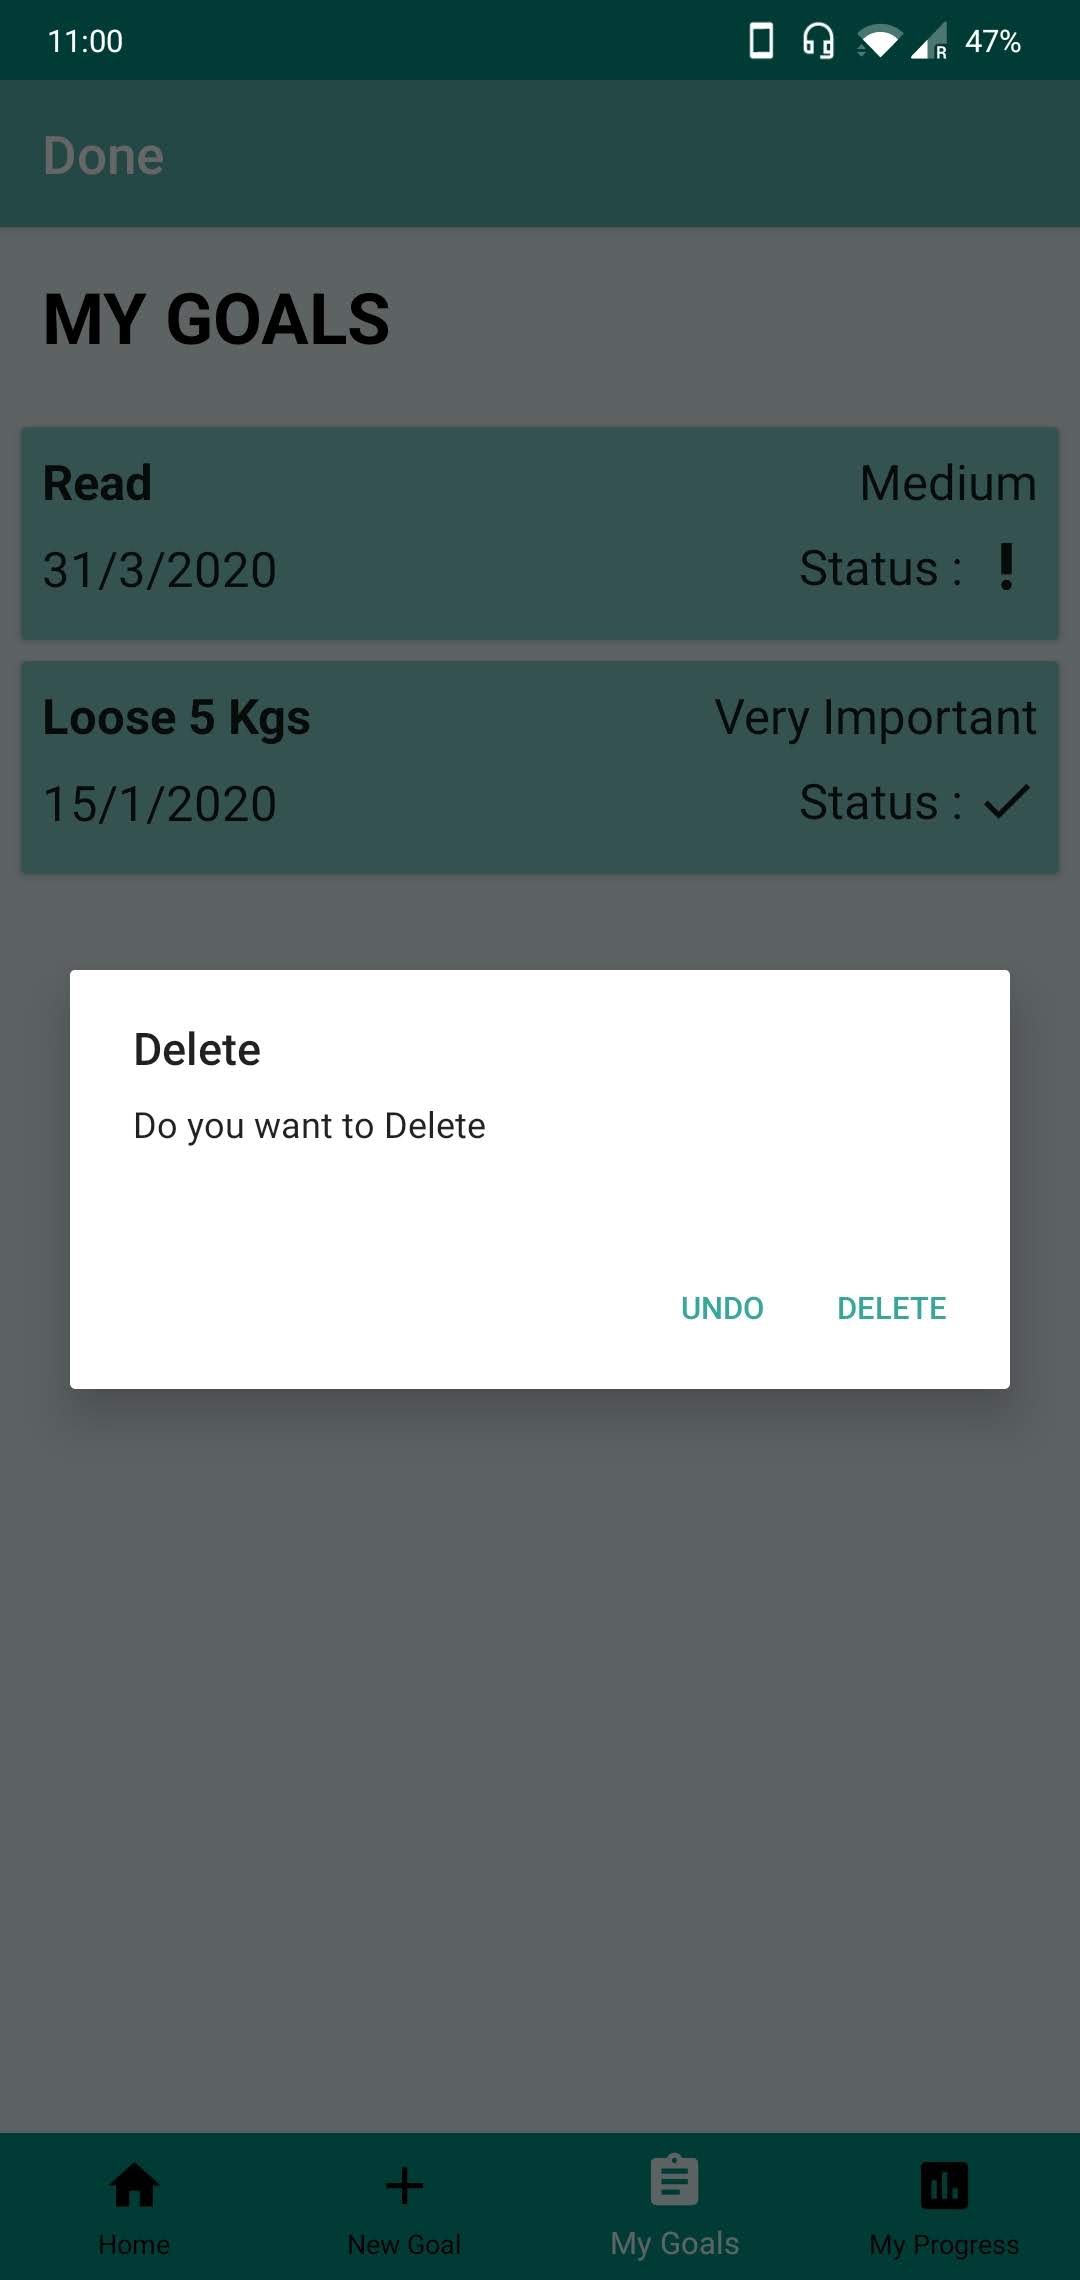 11:00 R 47%
Done
MY GOALS
Read Medium
31/3/2020 Status :
Loose 5 Kgs Very Important
15/1/2020 Status :
Delete
Do you want to Delete
UNDO DELETE
Home New Goal My Goals My Progress